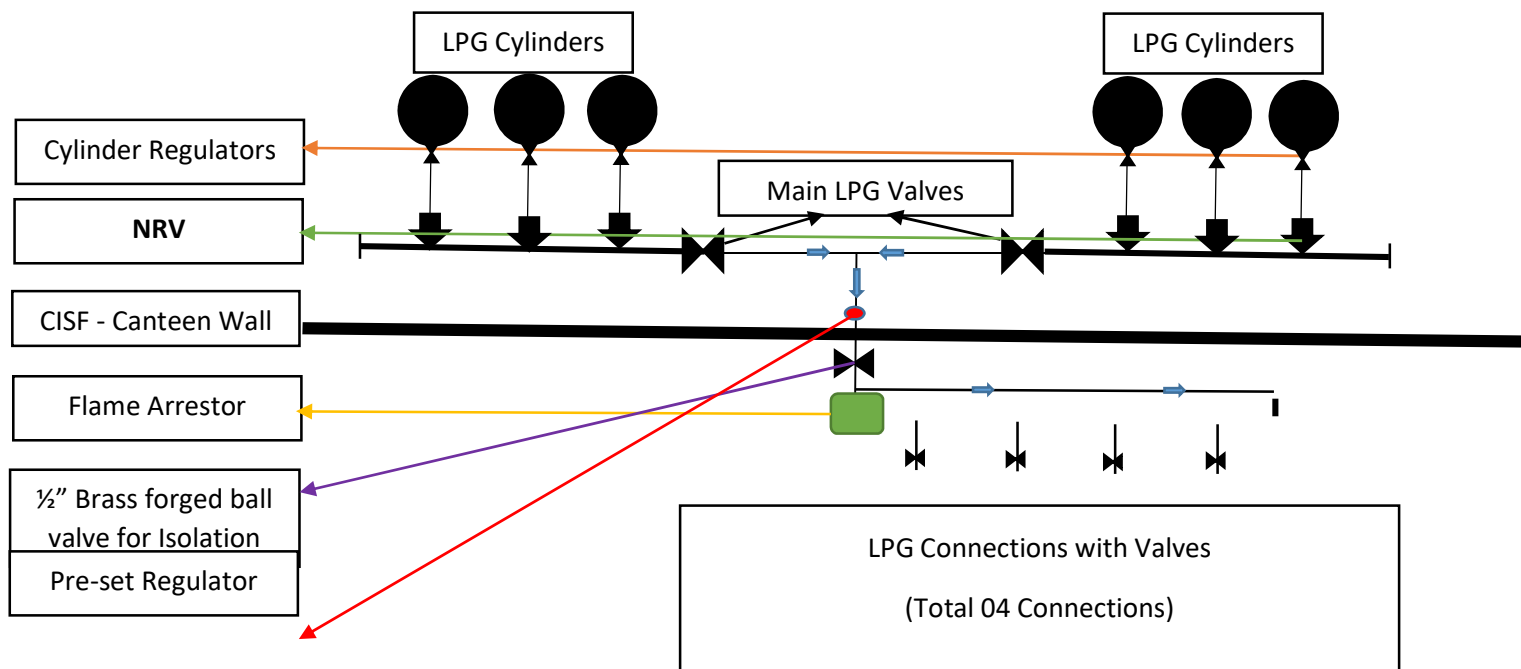 LPG Cylinders
LPG Cylinders
Cylinder Regulators
Main LPG Valves
NRV
CISF - Canteen Wall
Flame Arrestor
½” Brass forged ball
valve for Isolation
Pre-set Regulator
LPG Connections with Valves
(Total 04 Connections)